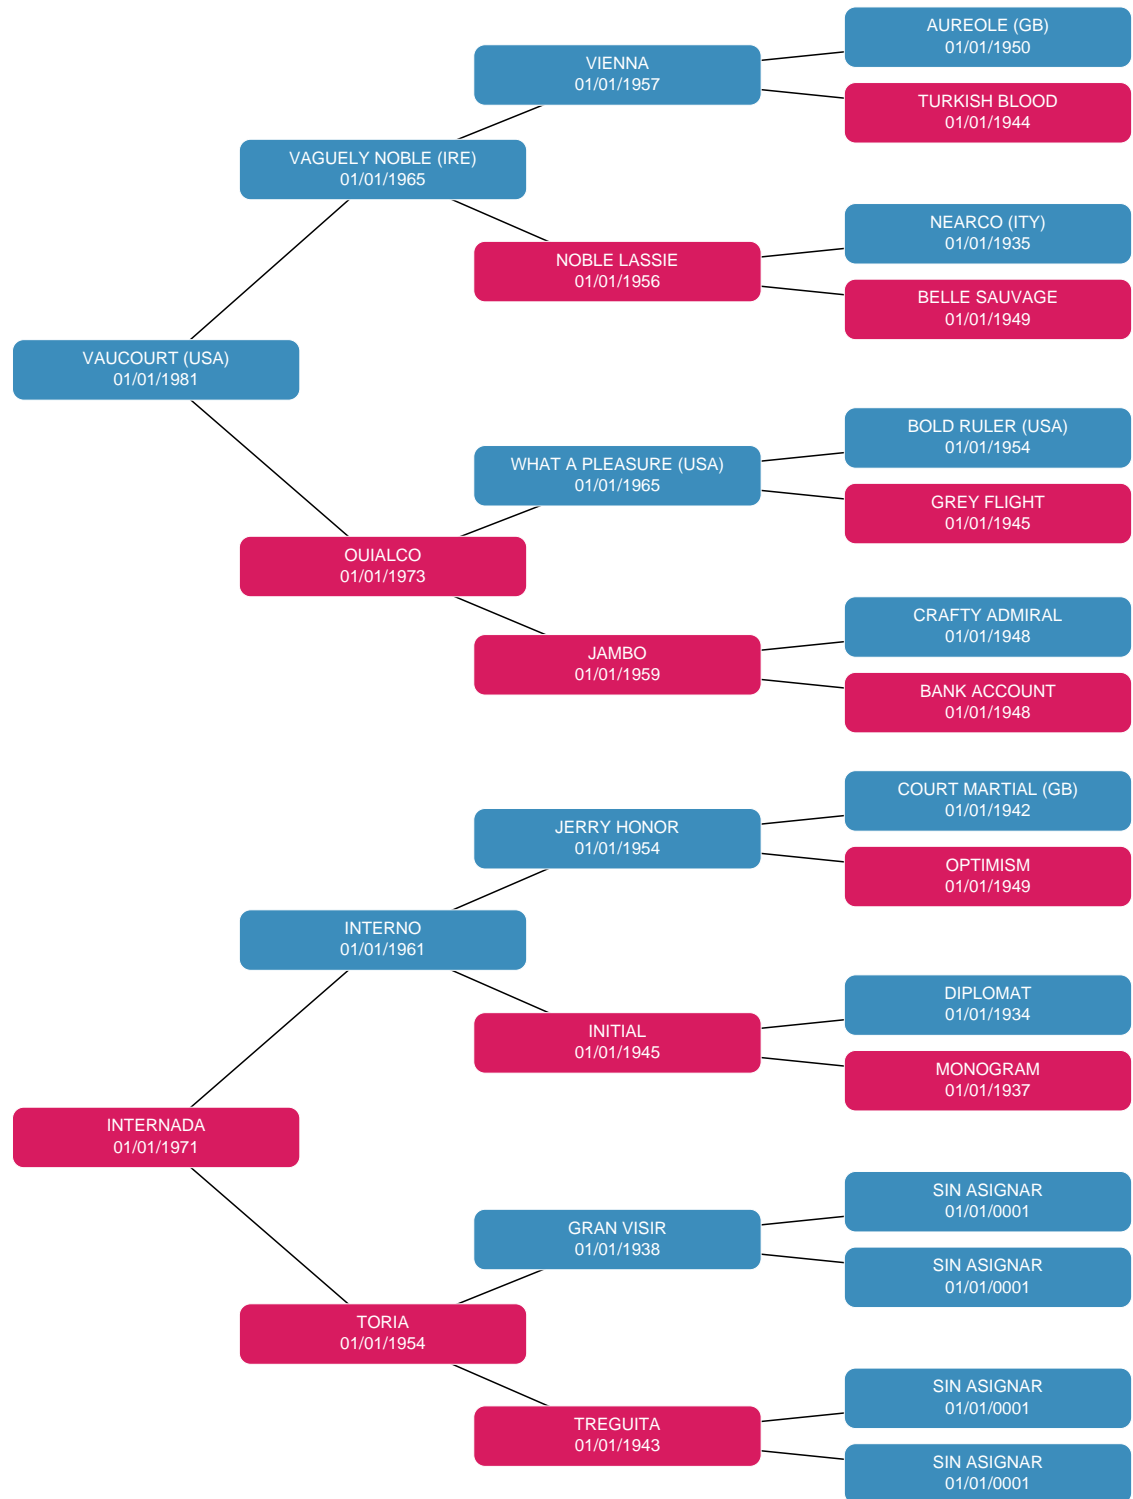 AUREOLE (GB)
01/01/1950
VIENNA
01/01/1957
TURKISH BLOOD
01/01/1944
VAGUELY NOBLE (IRE)
01/01/1965
NEARCO (ITY)
01/01/1935
NOBLE LASSIE
01/01/1956
BELLE SAUVAGE
01/01/1949
VAUCOURT (USA)
01/01/1981
BOLD RULER (USA)
01/01/1954
WHAT A PLEASURE (USA)
01/01/1965
GREY FLIGHT
01/01/1945
OUIALCO
01/01/1973
CRAFTY ADMIRAL
01/01/1948
JAMBO
01/01/1959
BANK ACCOUNT
01/01/1948
COURT MARTIAL (GB)
01/01/1942
JERRY HONOR
01/01/1954
OPTIMISM
01/01/1949
INTERNO
01/01/1961
DIPLOMAT
01/01/1934
INITIAL
01/01/1945
MONOGRAM
01/01/1937
INTERNADA
01/01/1971
SIN ASIGNAR
01/01/0001
GRAN VISIR
01/01/1938
SIN ASIGNAR
01/01/0001
TORIA
01/01/1954
SIN ASIGNAR
01/01/0001
TREGUITA
01/01/1943
SIN ASIGNAR
01/01/0001